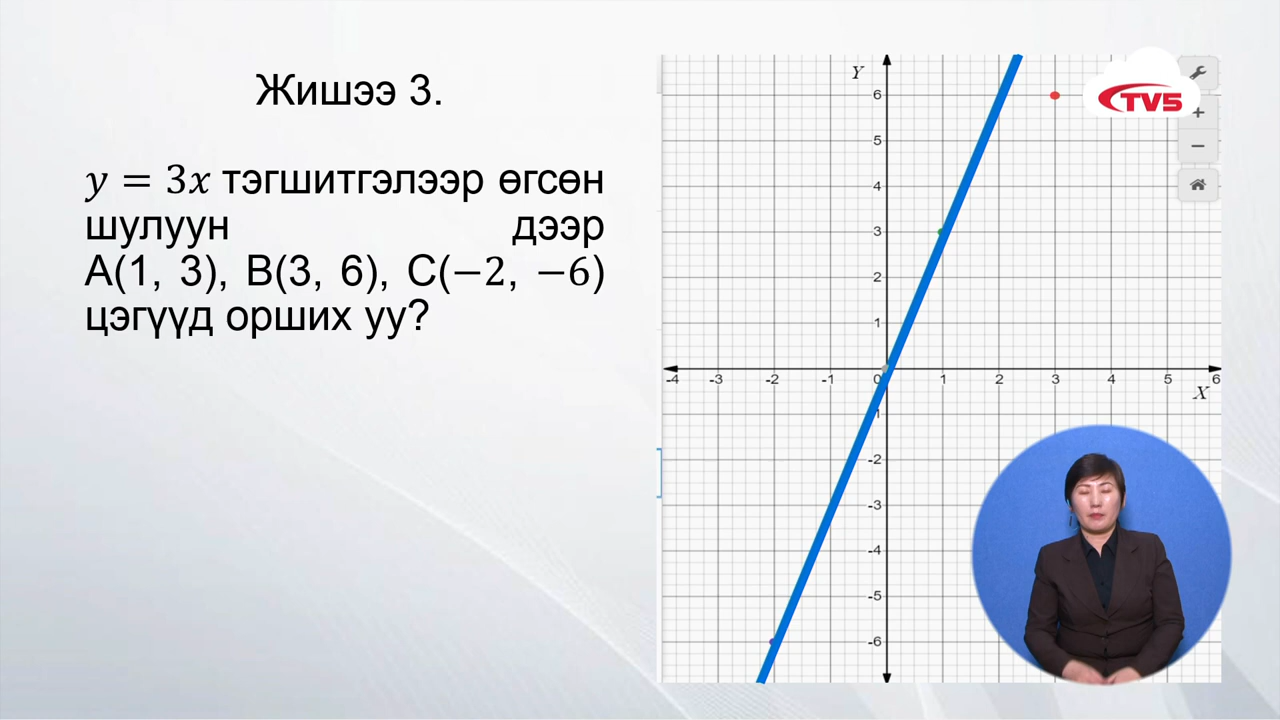 Жишээ 3.
y = 3x тэгшитгэлээр өгсөн
шулуун дээр
A(1, 3), B(3, 6), C(−2, −6)
цэгүүд орших уу?
Y
TV5
6
5
4
3
2
1
-4 -3 -2 -1 0 1 2 3 4 5 6
X
-2
-3
-4
-5
-6